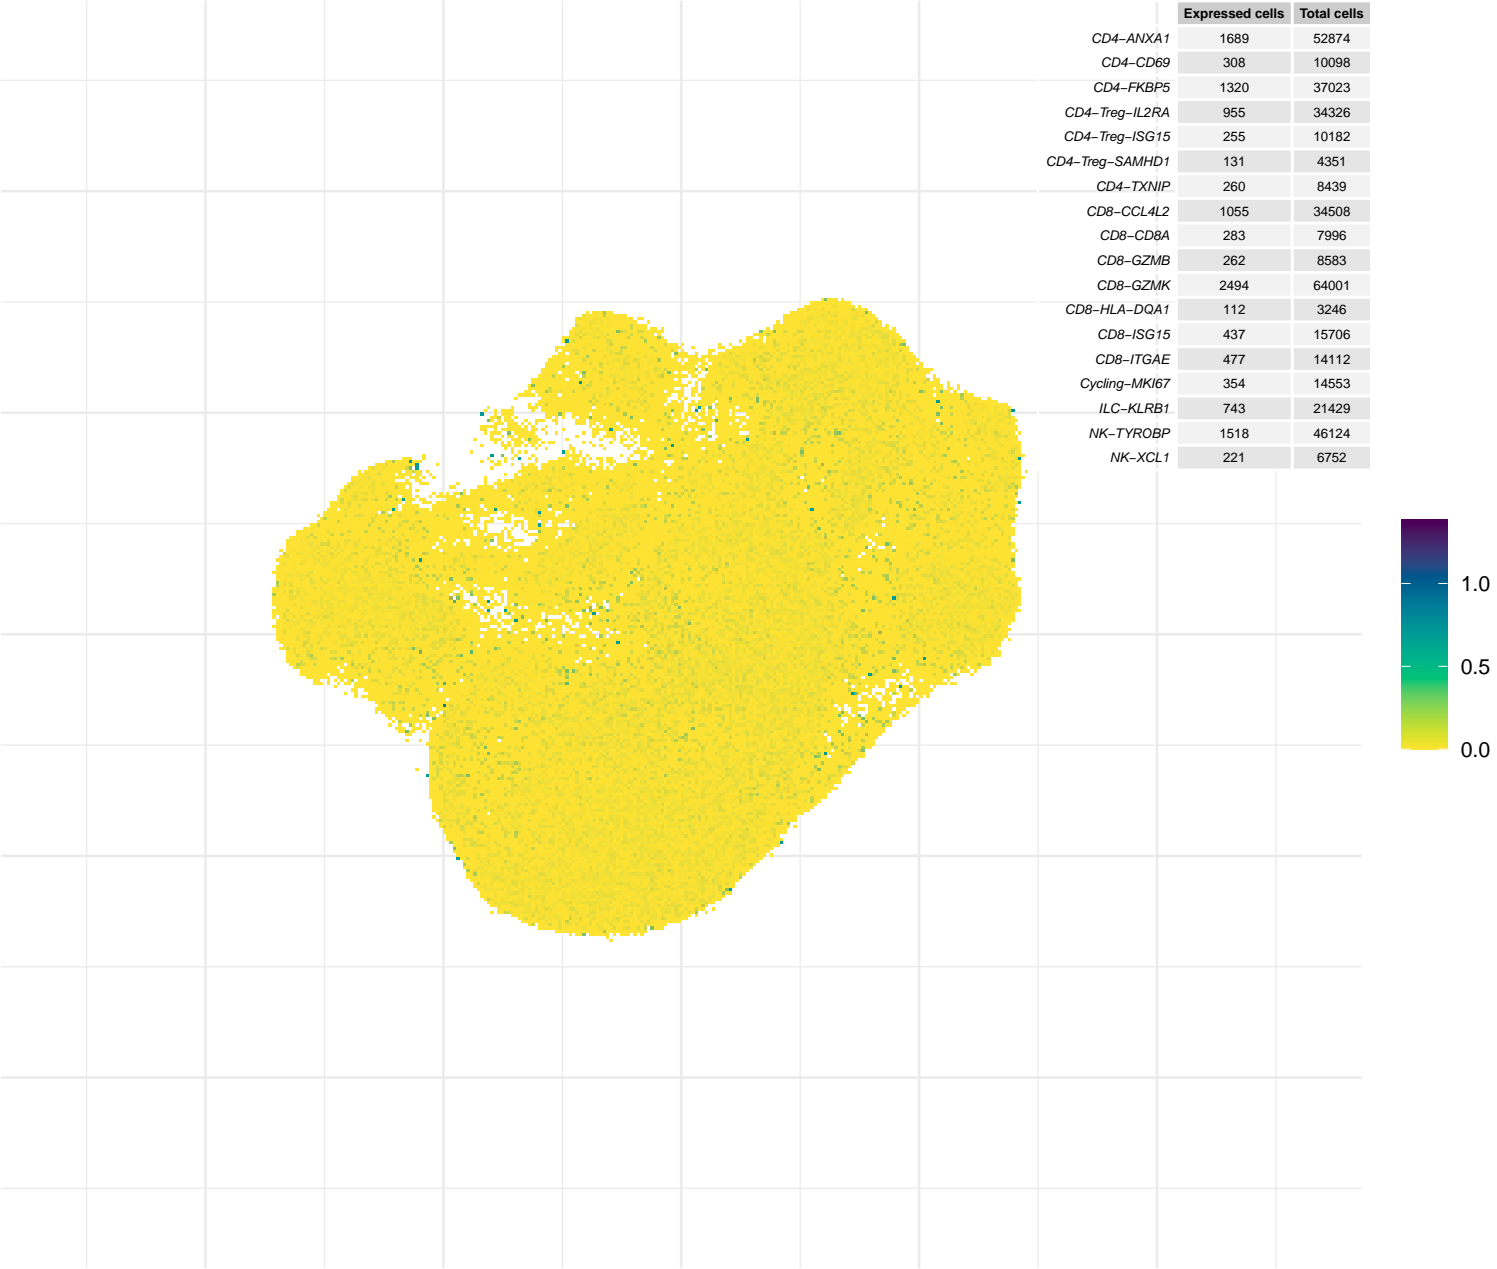 Expressed cells Total cells
CD4−ANXA1 1689 52874
CD4−CD69 308 10098
CD4−FKBP5 1320 37023
CD4−Treg−IL2RA 955 34326
CD4−Treg−ISG15 255 10182
CD4−Treg−SAMHD1 131 4351
CD4−TXNIP 260 8439
CD8−CCL4L2 1055 34508
CD8−CD8A 283 7996
CD8−GZMB 262 8583
CD8−GZMK 2494 64001
CD8−HLA−DQA1 112 3246
CD8−ISG15 437 15706
CD8−ITGAE 477 14112
Cycling−MKI67 354 14553
ILC−KLRB1 743 21429
NK−TYROBP 1518 46124
NK−XCL1 221 6752
1.0
0.5
0.0